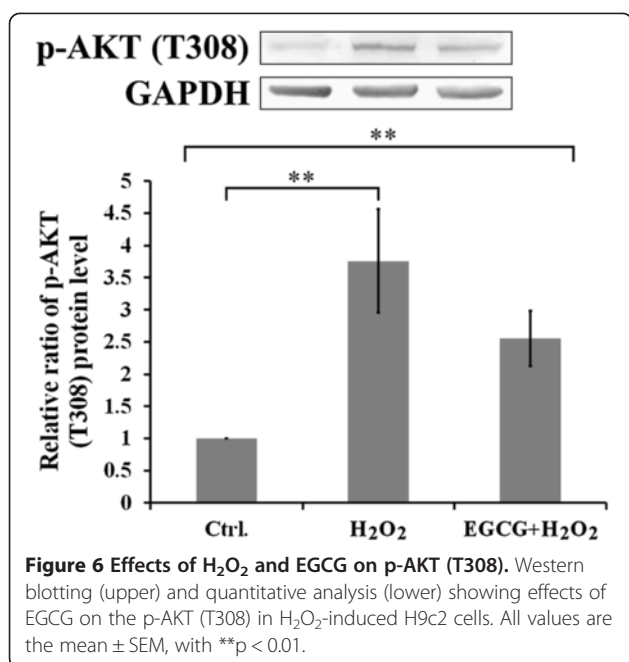 p-AKT (T308)
GAPDH
**
**
5
4.5
4
3.5
3
2.5
2
1.5
1
0.5
0
Relative ratio of p-AKT
(T308) protein level
Ctrl. H₂O₂ EGCG+H₂O₂
Figure 6 Effects of H₂O₂ and EGCG on p-AKT (T308). Western
blotting (upper) and quantitative analysis (lower) showing effects of
EGCG on the p-AKT (T308) in H₂O₂-induced H9c2 cells. All values are
the mean ± SEM, with **p < 0.01.